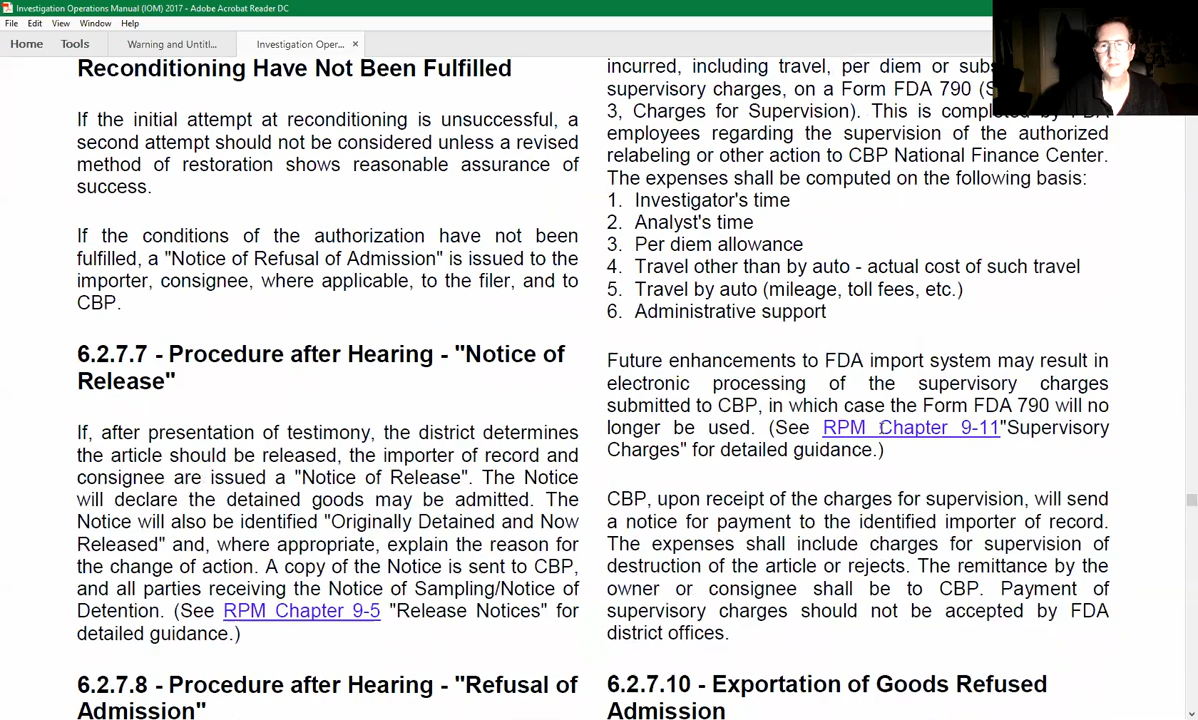 Investigation Operations Manual (IOM) 2017 - Adobe Acrobat Reader DC
File Edit View Window Help
Home Tools Warning and Untitl... Investigation Oper... ×
Reconditioning Have Not Been Fulfilled
If the initial attempt at reconditioning is unsuccessful, a
second attempt should not be considered unless a revised
method of restoration shows reasonable assurance of
success.
If the conditions of the authorization have not been
fulfilled, a "Notice of Refusal of Admission" is issued to the
importer, consignee, where applicable, to the filer, and to
CBP.
6.2.7.7 - Procedure after Hearing - "Notice of
Release"
If, after presentation of testimony, the district determines
the article should be released, the importer of record and
consignee are issued a "Notice of Release". The Notice
will declare the detained goods may be admitted. The
Notice will also be identified "Originally Detained and Now
Released" and, where appropriate, explain the reason for
the change of action. A copy of the Notice is sent to CBP,
and all parties receiving the Notice of Sampling/Notice of
Detention. (See RPM Chapter 9-5 "Release Notices" for
detailed guidance.)
6.2.7.8 - Procedure after Hearing - "Refusal of
Admission"
incurred, including travel, per diem or
supervisory charges, on a Form FDA 790
3, Charges for Supervision). This is completed by FDA
employees regarding the supervision of the authorized
relabeling or other action to CBP National Finance Center.
The expenses shall be computed on the following basis:
1. Investigator's time
2. Analyst's time
3. Per diem allowance
4. Travel other than by auto - actual cost of such travel
5. Travel by auto (mileage, toll fees, etc.)
6. Administrative support
Future enhancements to FDA import system may result in
electronic processing of the supervisory charges
submitted to CBP, in which case the Form FDA 790 will no
longer be used. (See RPM Chapter 9-11"Supervisory
Charges" for detailed guidance.)
CBP, upon receipt of the charges for supervision, will send
a notice for payment to the identified importer of record.
The expenses shall include charges for supervision of
destruction of the article or rejects. The remittance by the
owner or consignee shall be to CBP. Payment of
supervisory charges should not be accepted by FDA
district offices.
6.2.7.10 - Exportation of Goods Refused
Admission